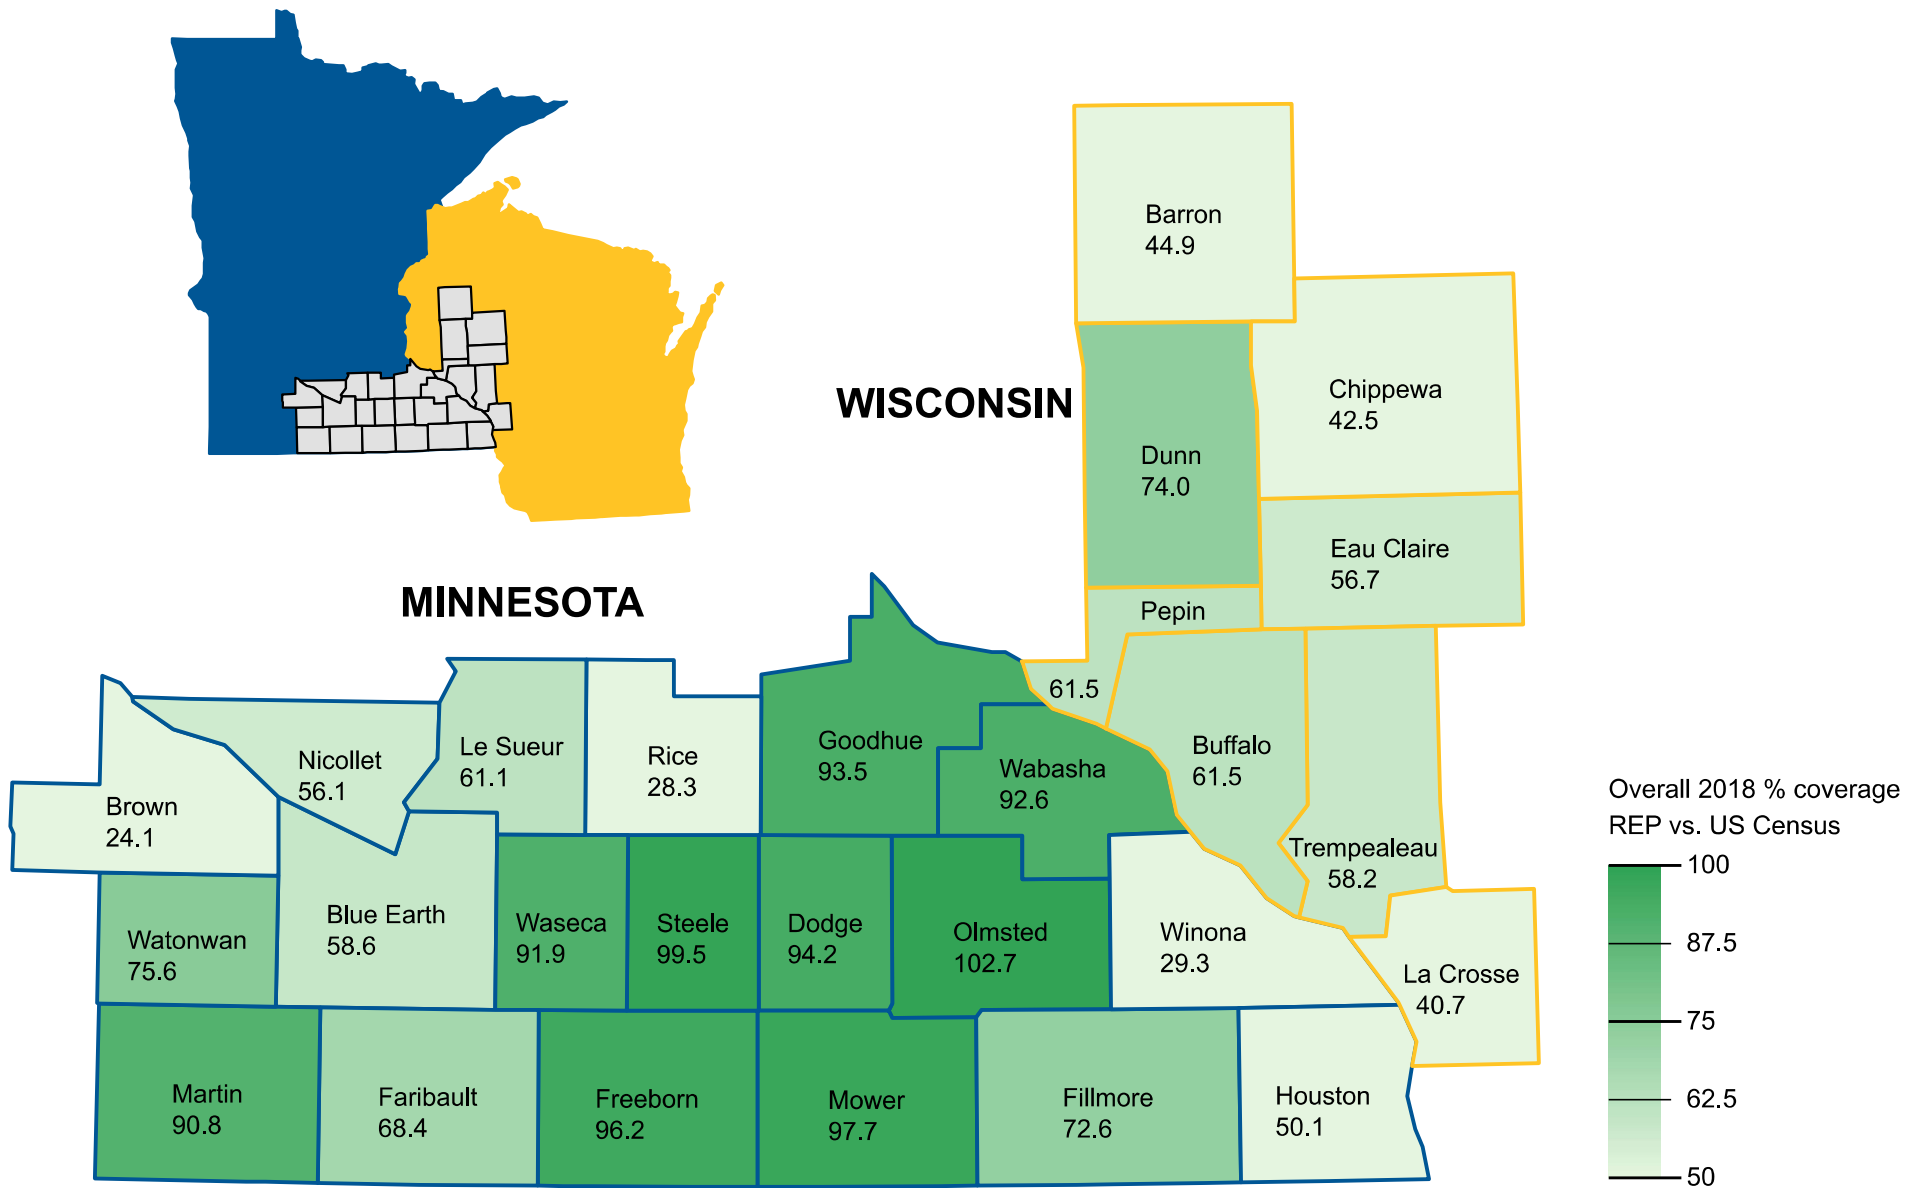 WISCONSIN
MINNESOTA
Barron
44.9
Chippewa
42.5
Dunn
74.0
Eau Claire
56.7
Pepin
61.5
Buffalo
61.5
Trempealeau
58.2
La Crosse
40.7
Brown
24.1
Nicollet
56.1
Le Sueur
61.1
Rice
28.3
Goodhue
93.5
Wabasha
92.6
Watonwan
75.6
Blue Earth
58.6
Waseca
91.9
Steele
99.5
Dodge
94.2
Olmsted
102.7
Winona
29.3
Martin
90.8
Faribault
68.4
Freeborn
96.2
Mower
97.7
Fillmore
72.6
Houston
50.1
Overall 2018 % coverage
REP vs. US Census
100
87.5
75
62.5
50